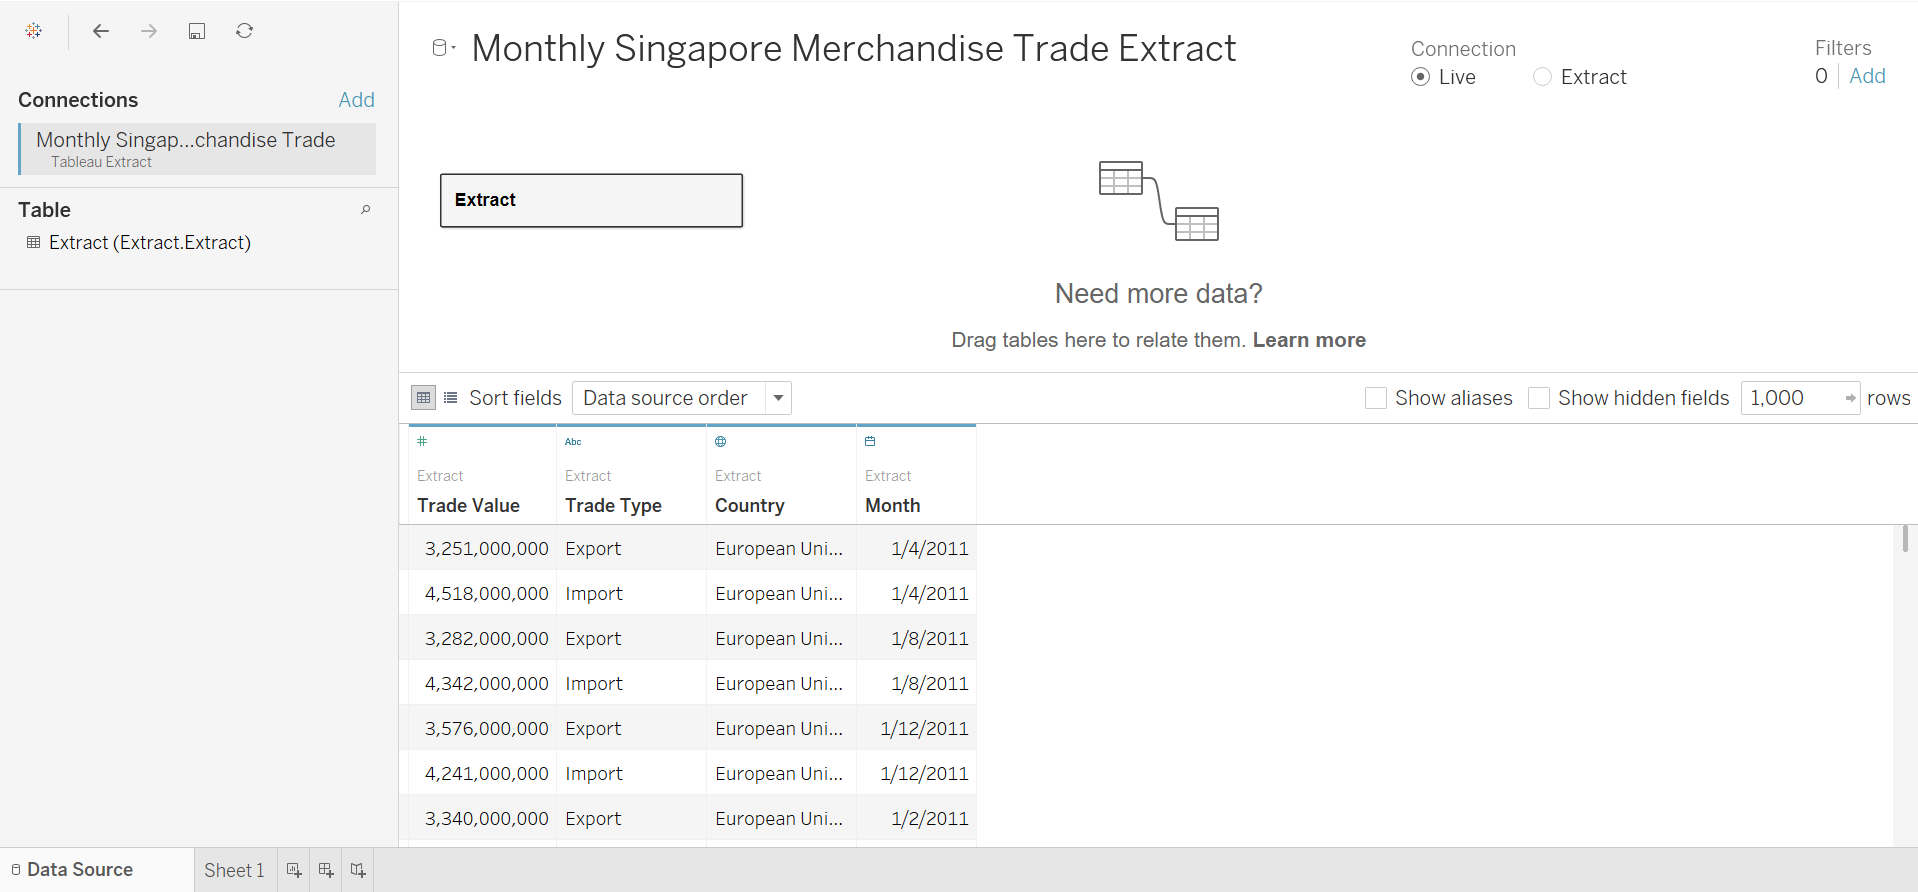 Monthly Singapore Merchandise Trade Extract
Connection
Live
Extract
Filters
0
Add
Connections
Add
Monthly Singap...chandise Trade
Tableau Extract
Table
Extract (Extract.Extract)
Extract
Need more data?
Drag tables here to relate them. Learn more
Sort fields
Data source order
Show aliases
Show hidden fields
1,000
rows
Abc
Extract Extract Extract Extract
Trade Value Trade Type Country Month
3,251,000,000 Export European Uni... 1/4/2011
4,518,000,000 Import European Uni... 1/4/2011
3,282,000,000 Export European Uni... 1/8/2011
4,342,000,000 Import European Uni... 1/8/2011
3,576,000,000 Export European Uni... 1/12/2011
4,241,000,000 Import European Uni... 1/12/2011
3,340,000,000 Export European Uni... 1/2/2011
Data Source
Sheet 1